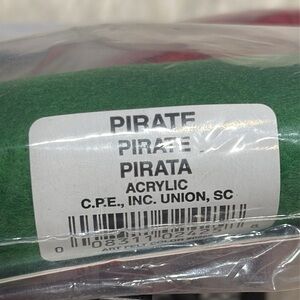 PIRATE
PIRATE
PIRATA
ACRYLIC
C.P.E., INC. UNION, SC